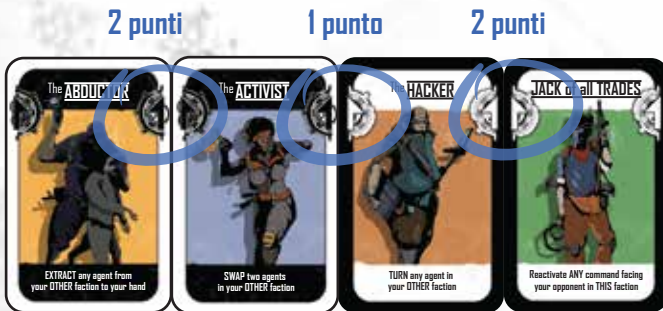 2 punti
1 punto
2 punti
The ABDUCTOR
The ACTIVIST
The HACKER
JACK of all TRADES
EXTRACT any agent from
your OTHER faction to your hand
SWAP two agents
in your OTHER faction
TURN any agent in
your OTHER faction
Reactivate ANY command facing
your opponent in THIS faction